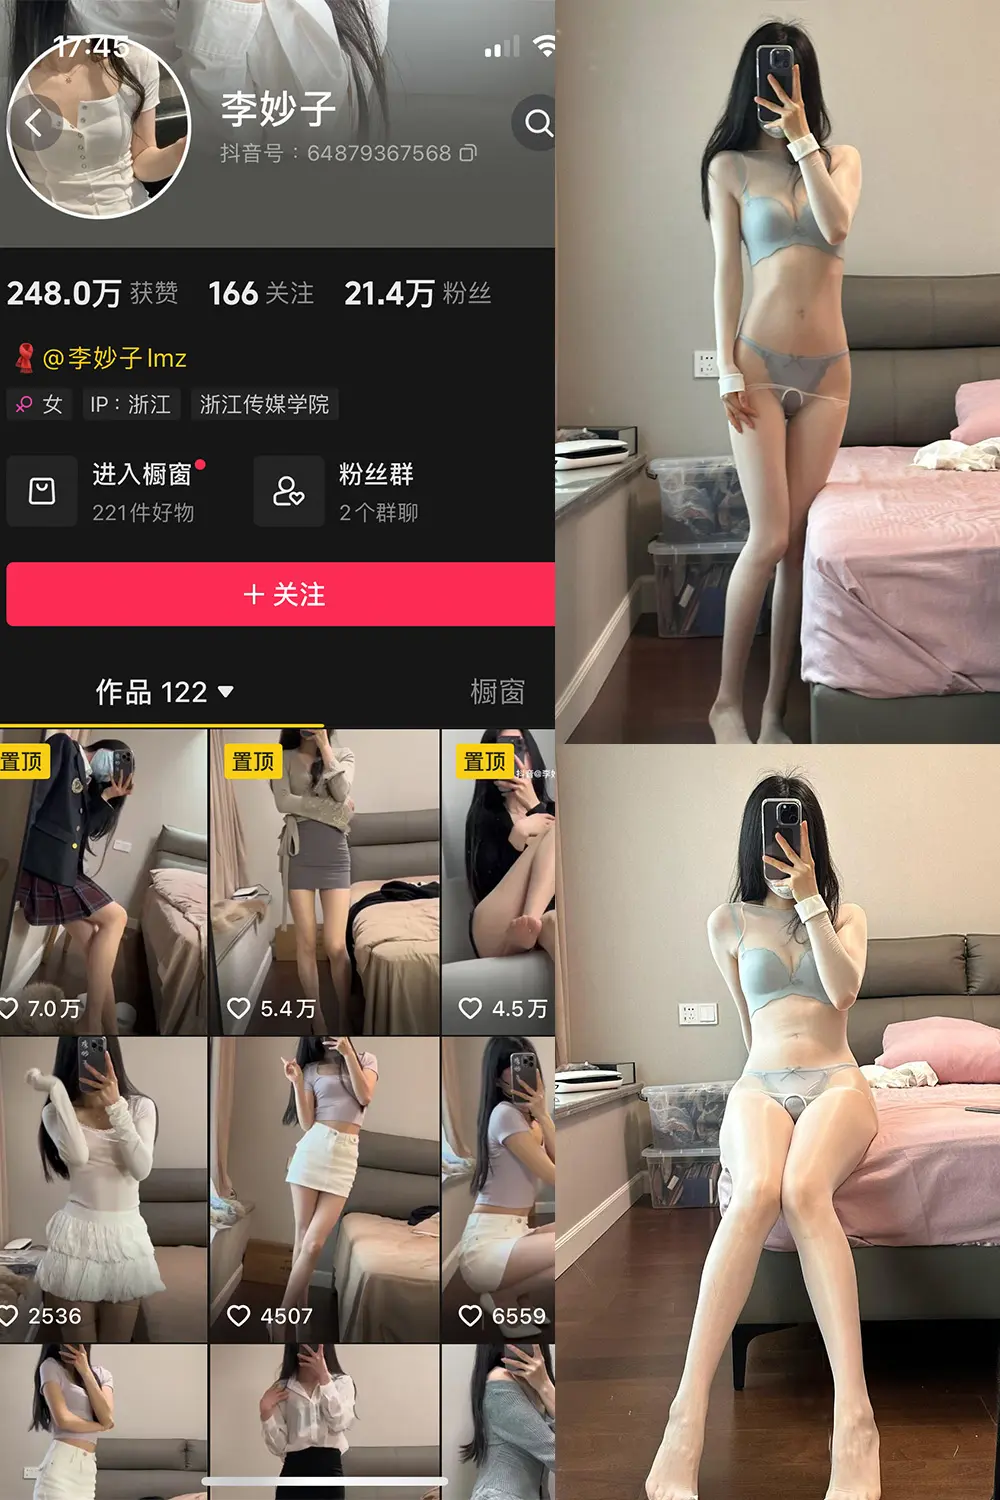 17:45
李妙子
抖音号：64879367568
248.0万 获赞 166 关注 21.4万 粉丝
@李妙子lmz
女 IP：浙江 浙江传媒学院
进入橱窗
221件好物
粉丝群
2个群聊
+ 关注
作品 122 橱窗
置顶 置顶 置顶
抖音@李
7.0万 5.4万 4.5万
2536 4507 6559